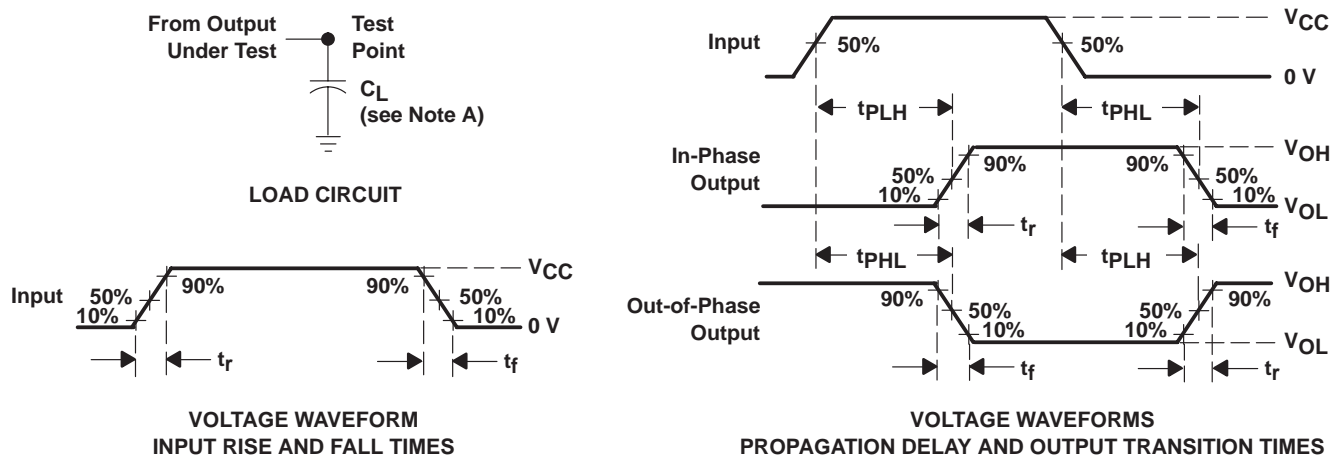 From Output
Under Test
Test
Point
CL
(see Note A)
LOAD CIRCUIT
Input
50%
10%
90%
90%
50%
10%
VCC
0 V
tr
tf
VOLTAGE WAVEFORM
INPUT RISE AND FALL TIMES
Input
50%
50%
VCC
0 V
tPLH
tPHL
In-Phase
Output
50%
10%
90%
90%
50%
10%
VOH
VOL
tr
tf
tPHL
tPLH
Out-of-Phase
Output
90%
50%
10%
50%
10%
90%
VOH
VOL
tf
tr
VOLTAGE WAVEFORMS
PROPAGATION DELAY AND OUTPUT TRANSITION TIMES